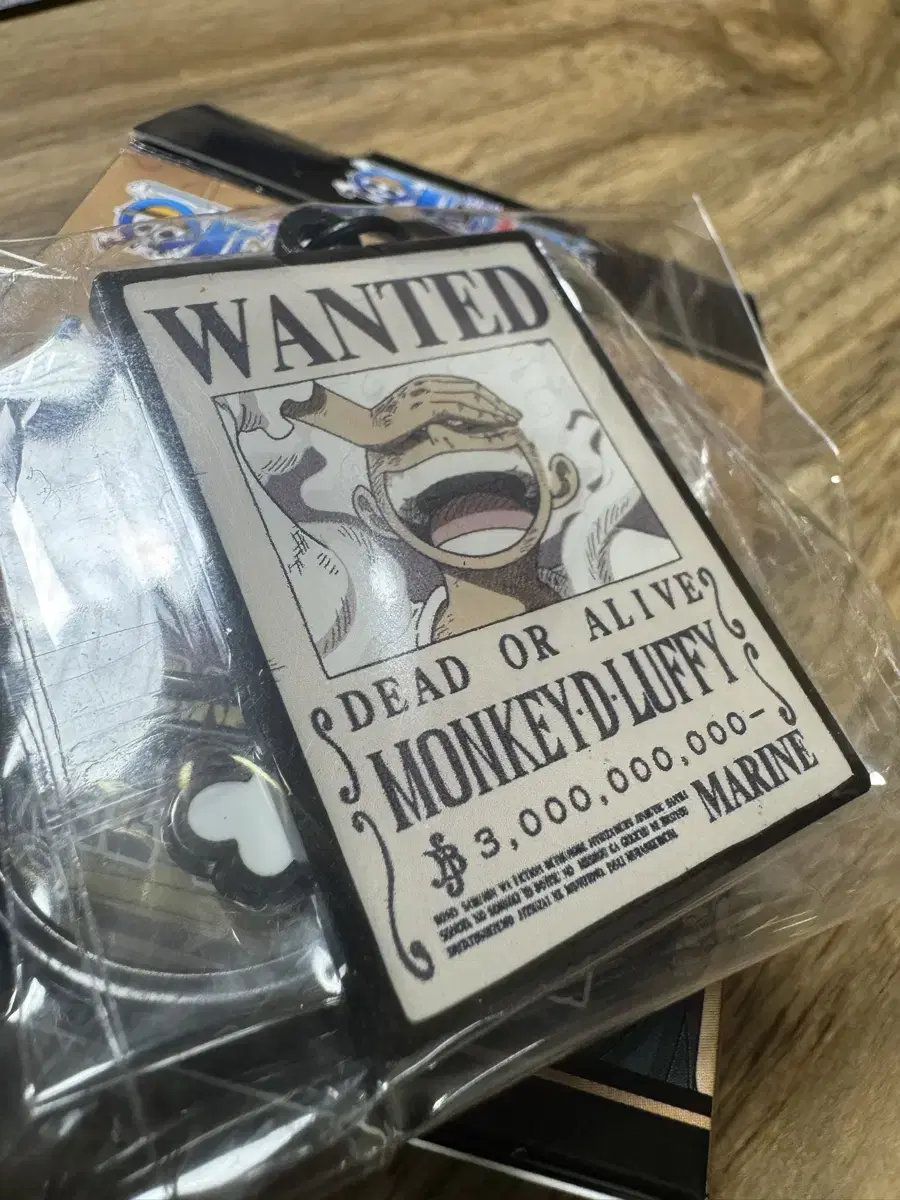 WANTED
DEAD OR ALIVE
MONKEY·D·LUFFY
฿3,000,000,000-
MARINE